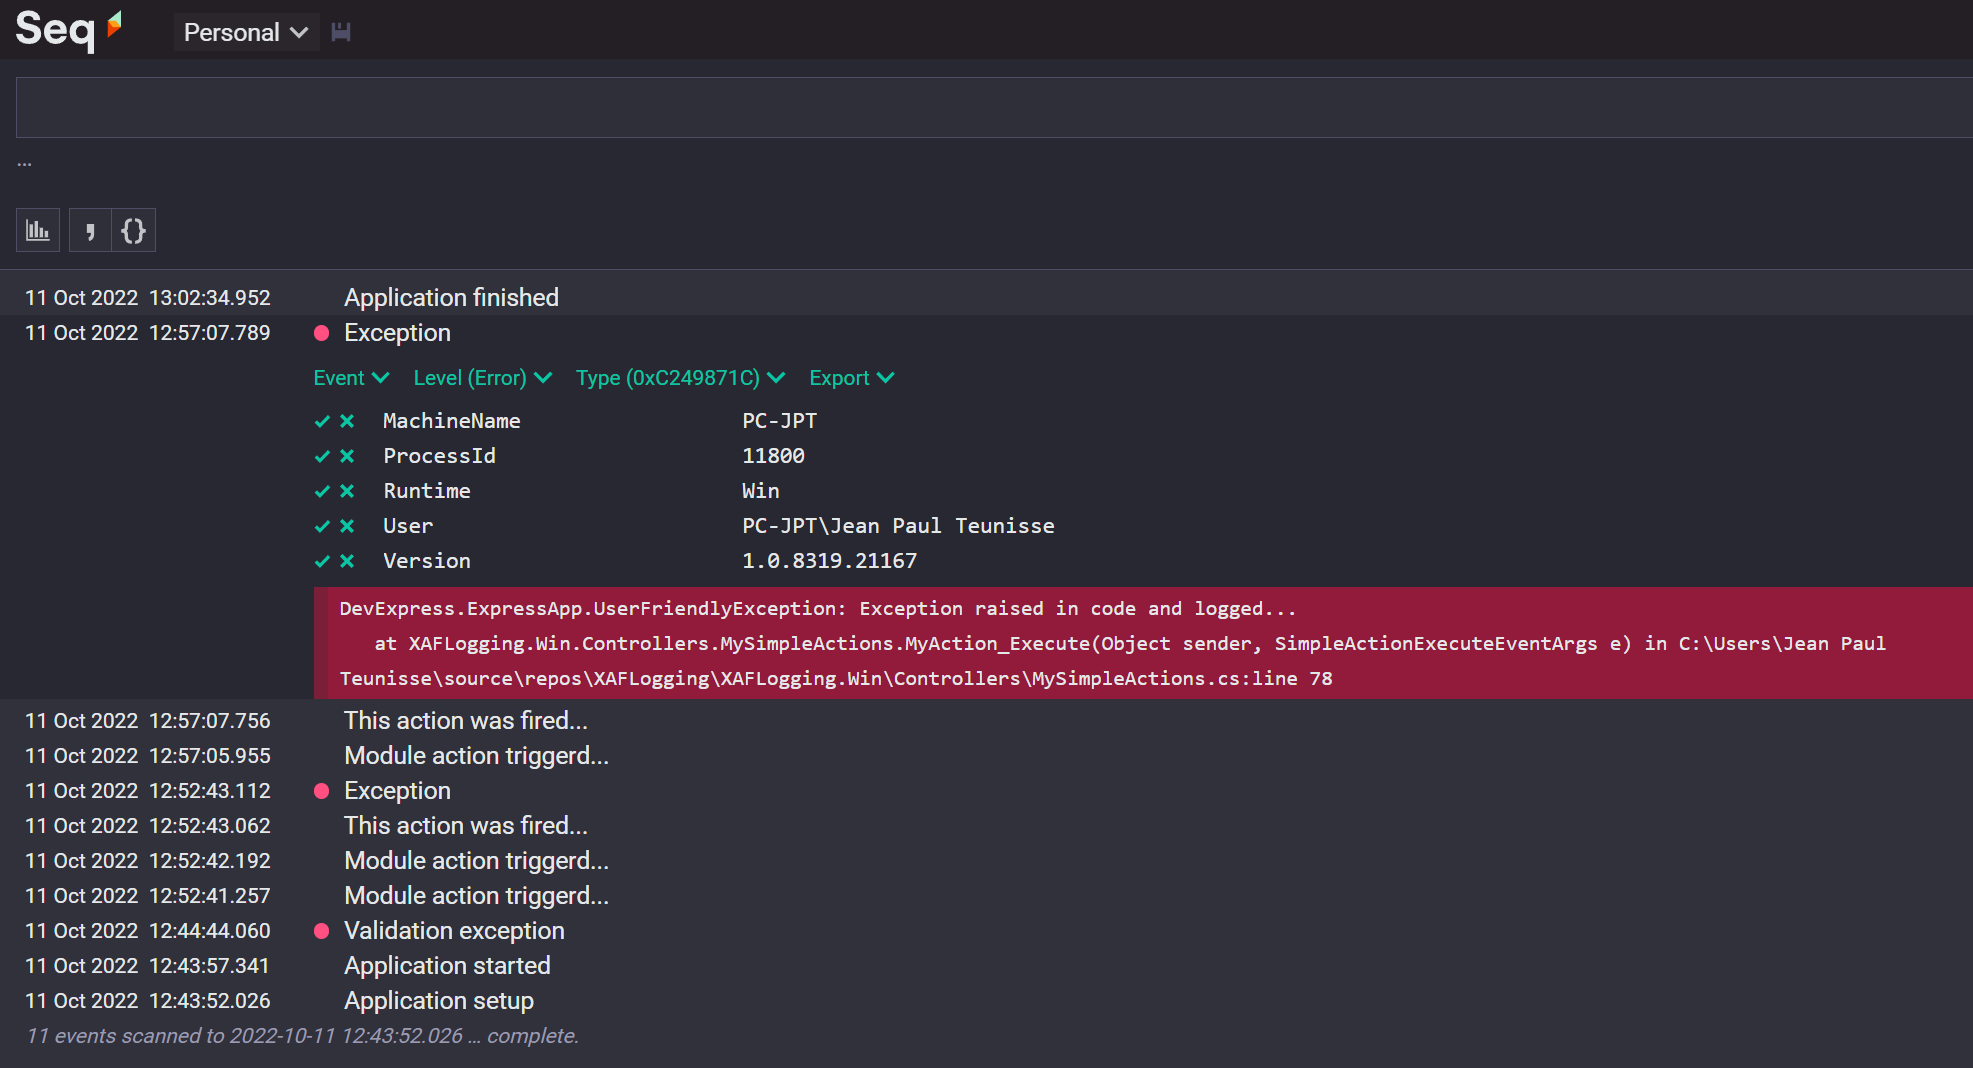 Seq Personal
...
, {}
11 Oct 2022 13:02:34.952 Application finished
11 Oct 2022 12:57:07.789 Exception
Event Level (Error) Type (0xC249871C) Export
MachineName PC-JPT
ProcessId 11800
Runtime Win
User PC-JPT\Jean Paul Teunisse
Version 1.0.8319.21167
DevExpress.ExpressApp.UserFriendlyException: Exception raised in code and logged...
at XAFLogging.Win.Controllers.MySimpleActions.MyAction_Execute(Object sender, SimpleActionExecuteEventArgs e) in C:\Users\Jean Paul
Teunisse\source\repos\XAFLogging\XAFLogging.Win\Controllers\MySimpleActions.cs:line 78
11 Oct 2022 12:57:07.756 This action was fired...
11 Oct 2022 12:57:05.955 Module action triggerd...
11 Oct 2022 12:52:43.112 Exception
11 Oct 2022 12:52:43.062 This action was fired...
11 Oct 2022 12:52:42.192 Module action triggerd...
11 Oct 2022 12:52:41.257 Module action triggerd...
11 Oct 2022 12:44:44.060 Validation exception
11 Oct 2022 12:43:57.341 Application started
11 Oct 2022 12:43:52.026 Application setup
11 events scanned to 2022-10-11 12:43:52.026 ... complete.